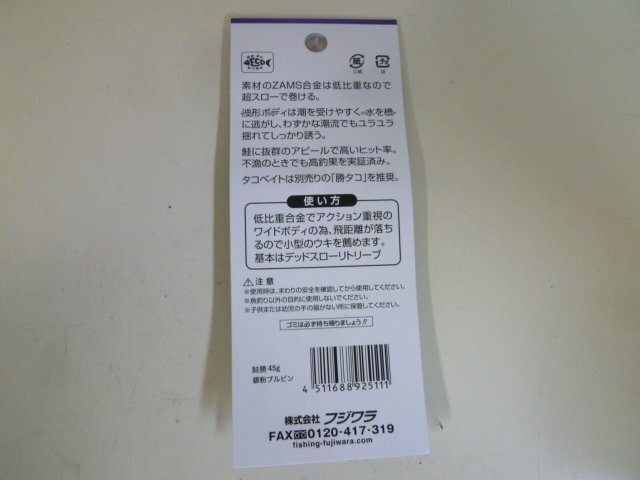 ECO
紙
プラ
素材のZAMS合金は低比重なので
超スローで巻ける。
波形ボディは潮を受けやすく、水を横
に逃がし、わずかな潮流でもユラユラ
揺れてしっかり誘う。
鮭に抜群のアピールで高いヒット率。
不漁のときでも高釣果を実証済み。
タコベイトは別売りの「勝タコ」を推奨。
使い方
低比重合金でアクション重視の
ワイドボディの為、飛距離が落ち
るので小型のウキを薦めます。
基本はデッドスローリトリーブ
⚠注意
※使用時は、まわりの安全を確認してから使用してください。
※魚釣り以外の目的に使用しないでください。
※子供または幼児の手の届かない所に保管してください。
ゴミは必ず持ち帰りましょう!!
鮭勝 45g
銀粉ブルピン
4 511688 925111
株式会社 フジワラ
FAX 0120-417-319
fishing-fujiwara.com